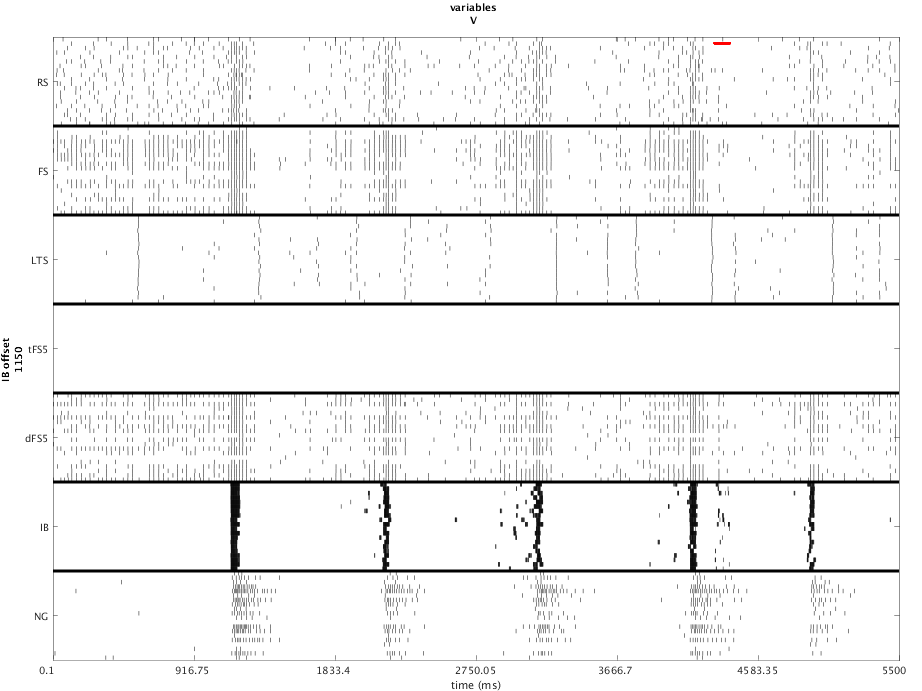 variables
V
RS
FS
LTS
tFS5
dFS5
IB
NG
IB offset
1150
0.1
916.75
1833.4
2750.05
3666.7
4583.35
5500
time (ms)